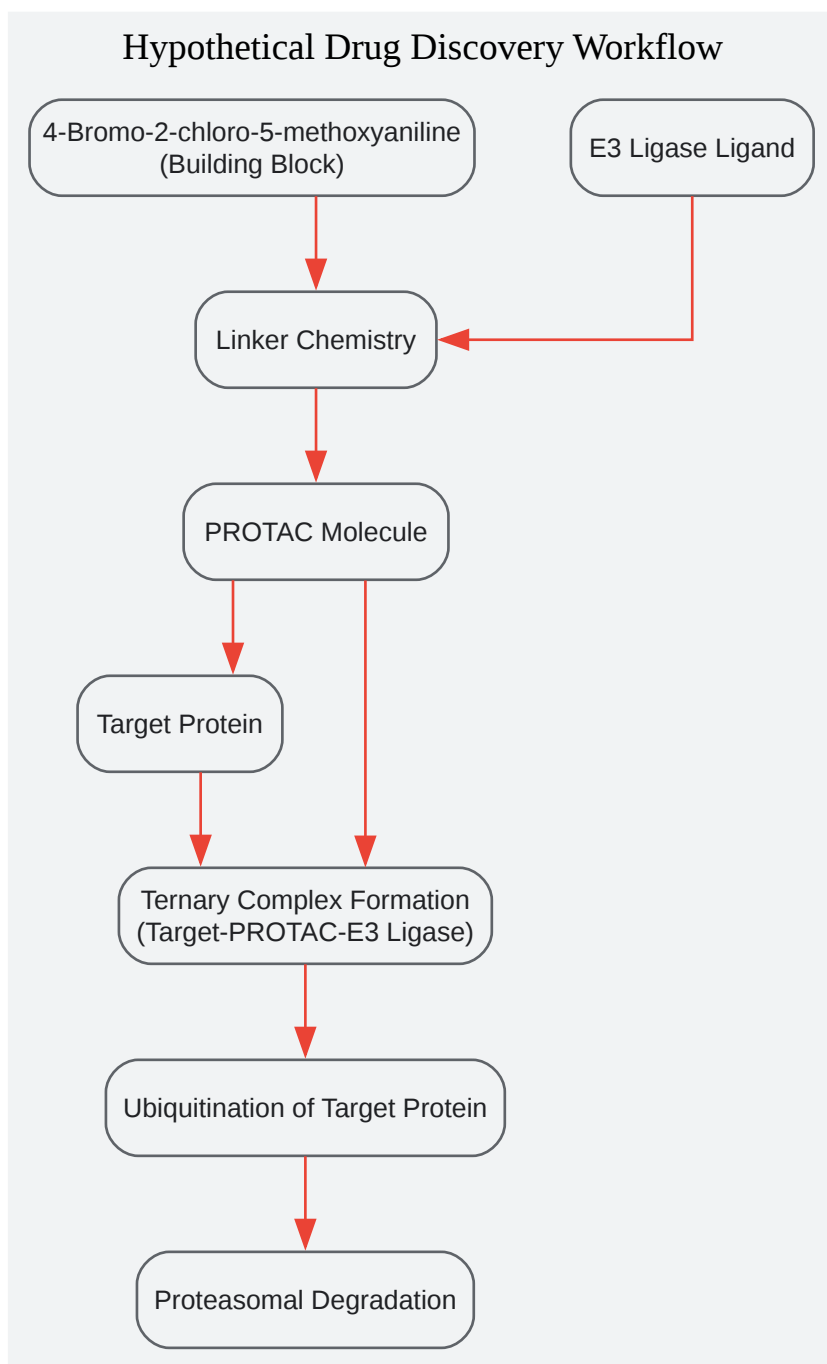 Hypothetical Drug Discovery Workflow
4-Bromo-2-chloro-5-methoxyaniline
(Building Block)
E3 Ligase Ligand
Linker Chemistry
PROTAC Molecule
Target Protein
Ternary Complex Formation
(Target-PROTAC-E3 Ligase)
Ubiquitination of Target Protein
Proteasomal Degradation